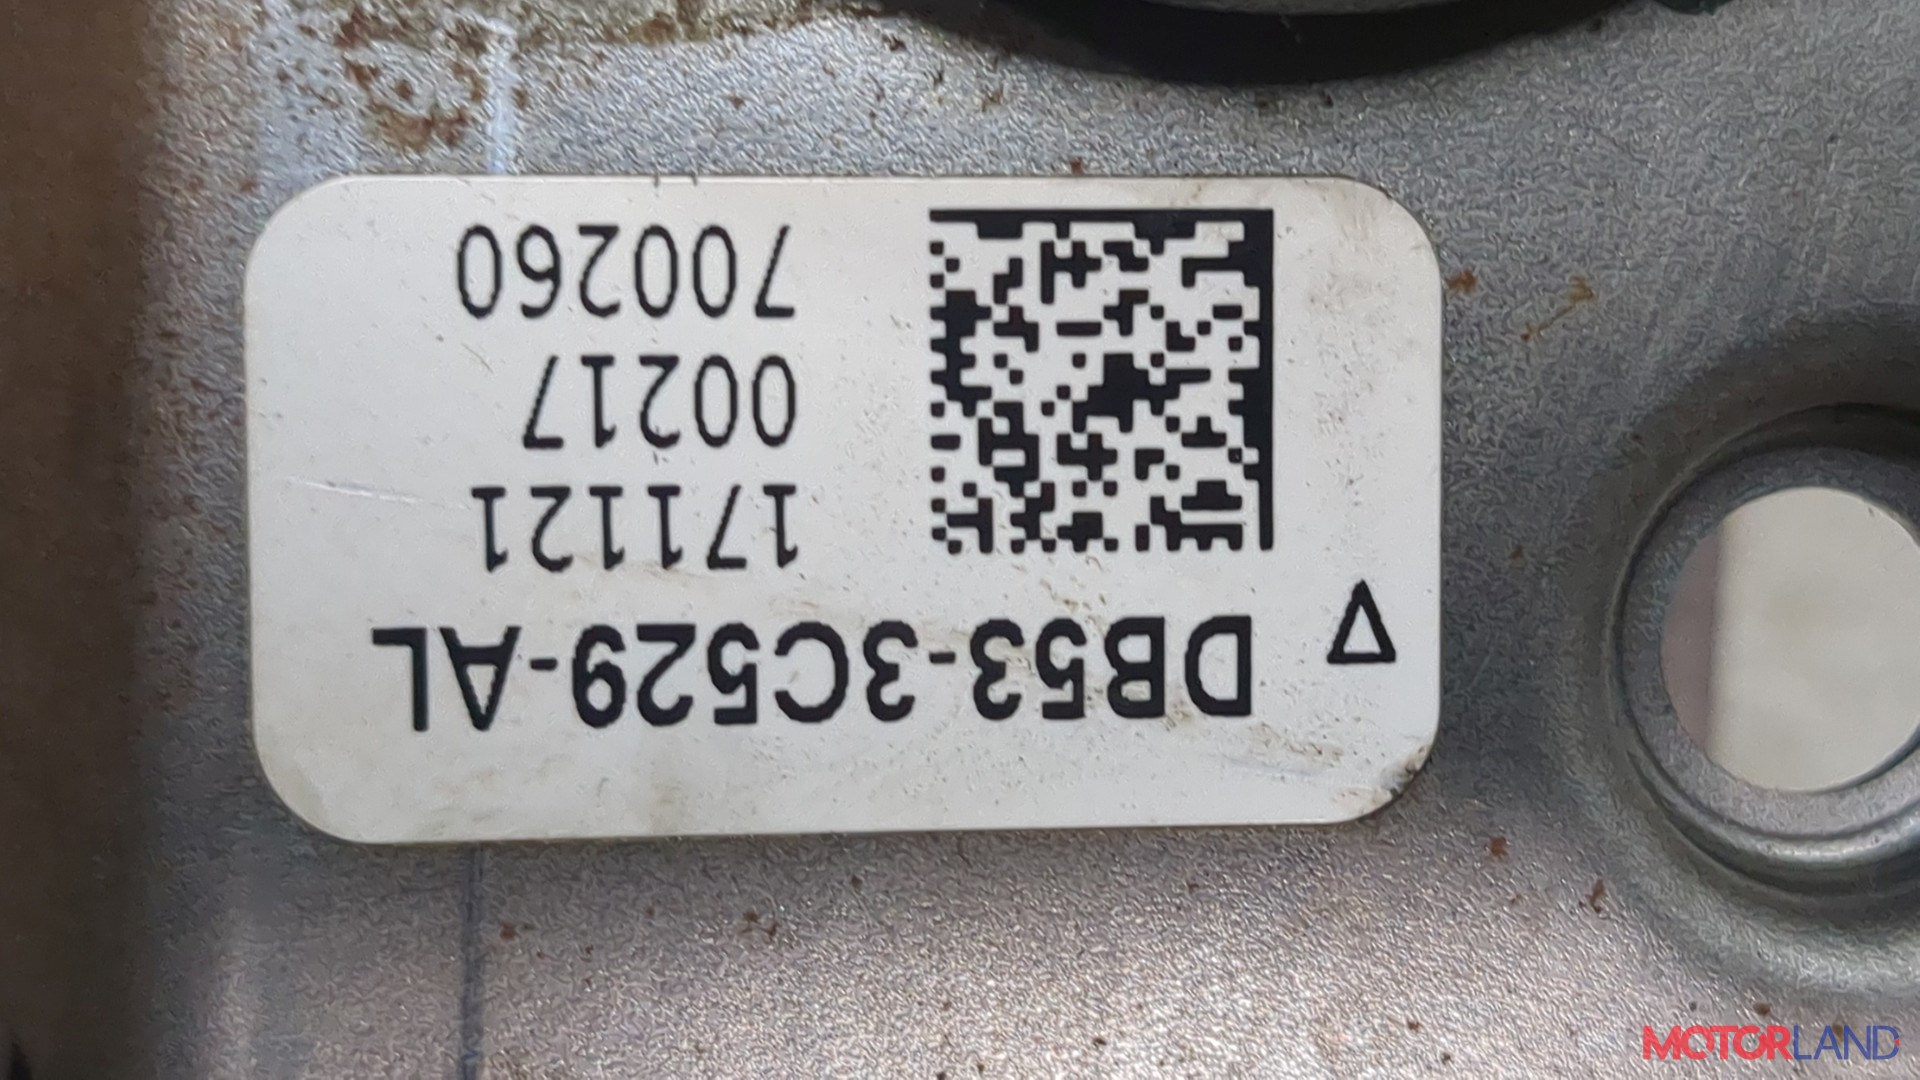 ▽ DB53-3C529-AL
171121
00217
700260
MOTORLAND